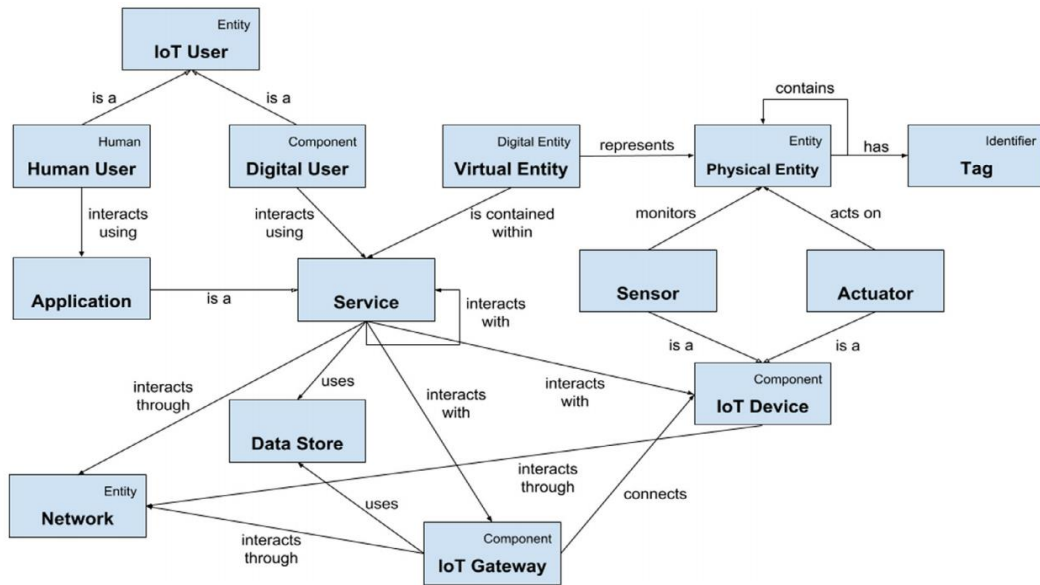 Entity
IoT User
is a
is a
contains
Human
Human User
Component
Digital User
Digital Entity
Virtual Entity
represents
Entity
Physical Entity
has
Identifier
Tag
interacts
using
interacts
using
is contained
within
monitors
acts on
Application
is a
Service
interacts
with
Sensor
Actuator
is a
is a
interacts
through
uses
interacts
with
interacts
with
Component
IoT Device
Data Store
Entity
Network
interacts
through
uses
interacts
through
connects
Component
IoT Gateway